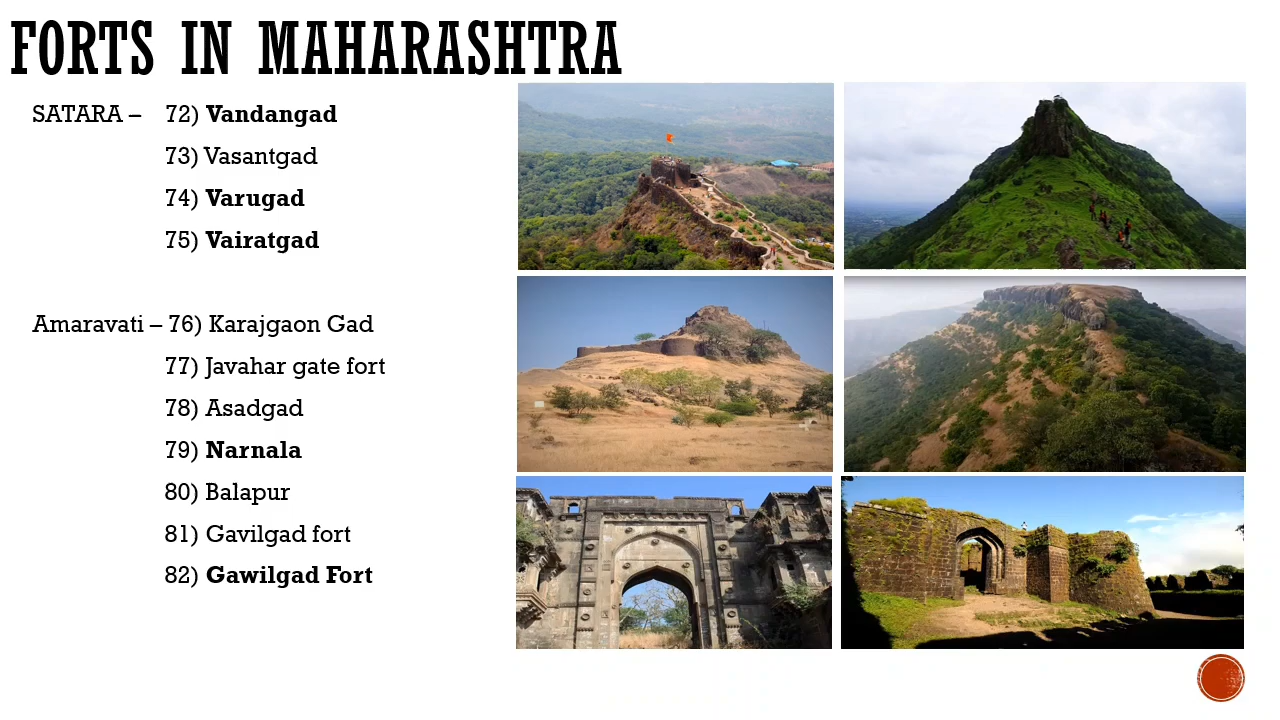 FORTS IN MAHARASHTRA
SATARA – 72) Vandangad
73) Vasantgad
74) Varugad
75) Vairatgad
Amaravati – 76) Karajgaon Gad
77) Javahar gate fort
78) Asadgad
79) Narnala
80) Balapur
81) Gavilgad fort
82) Gawilgad Fort